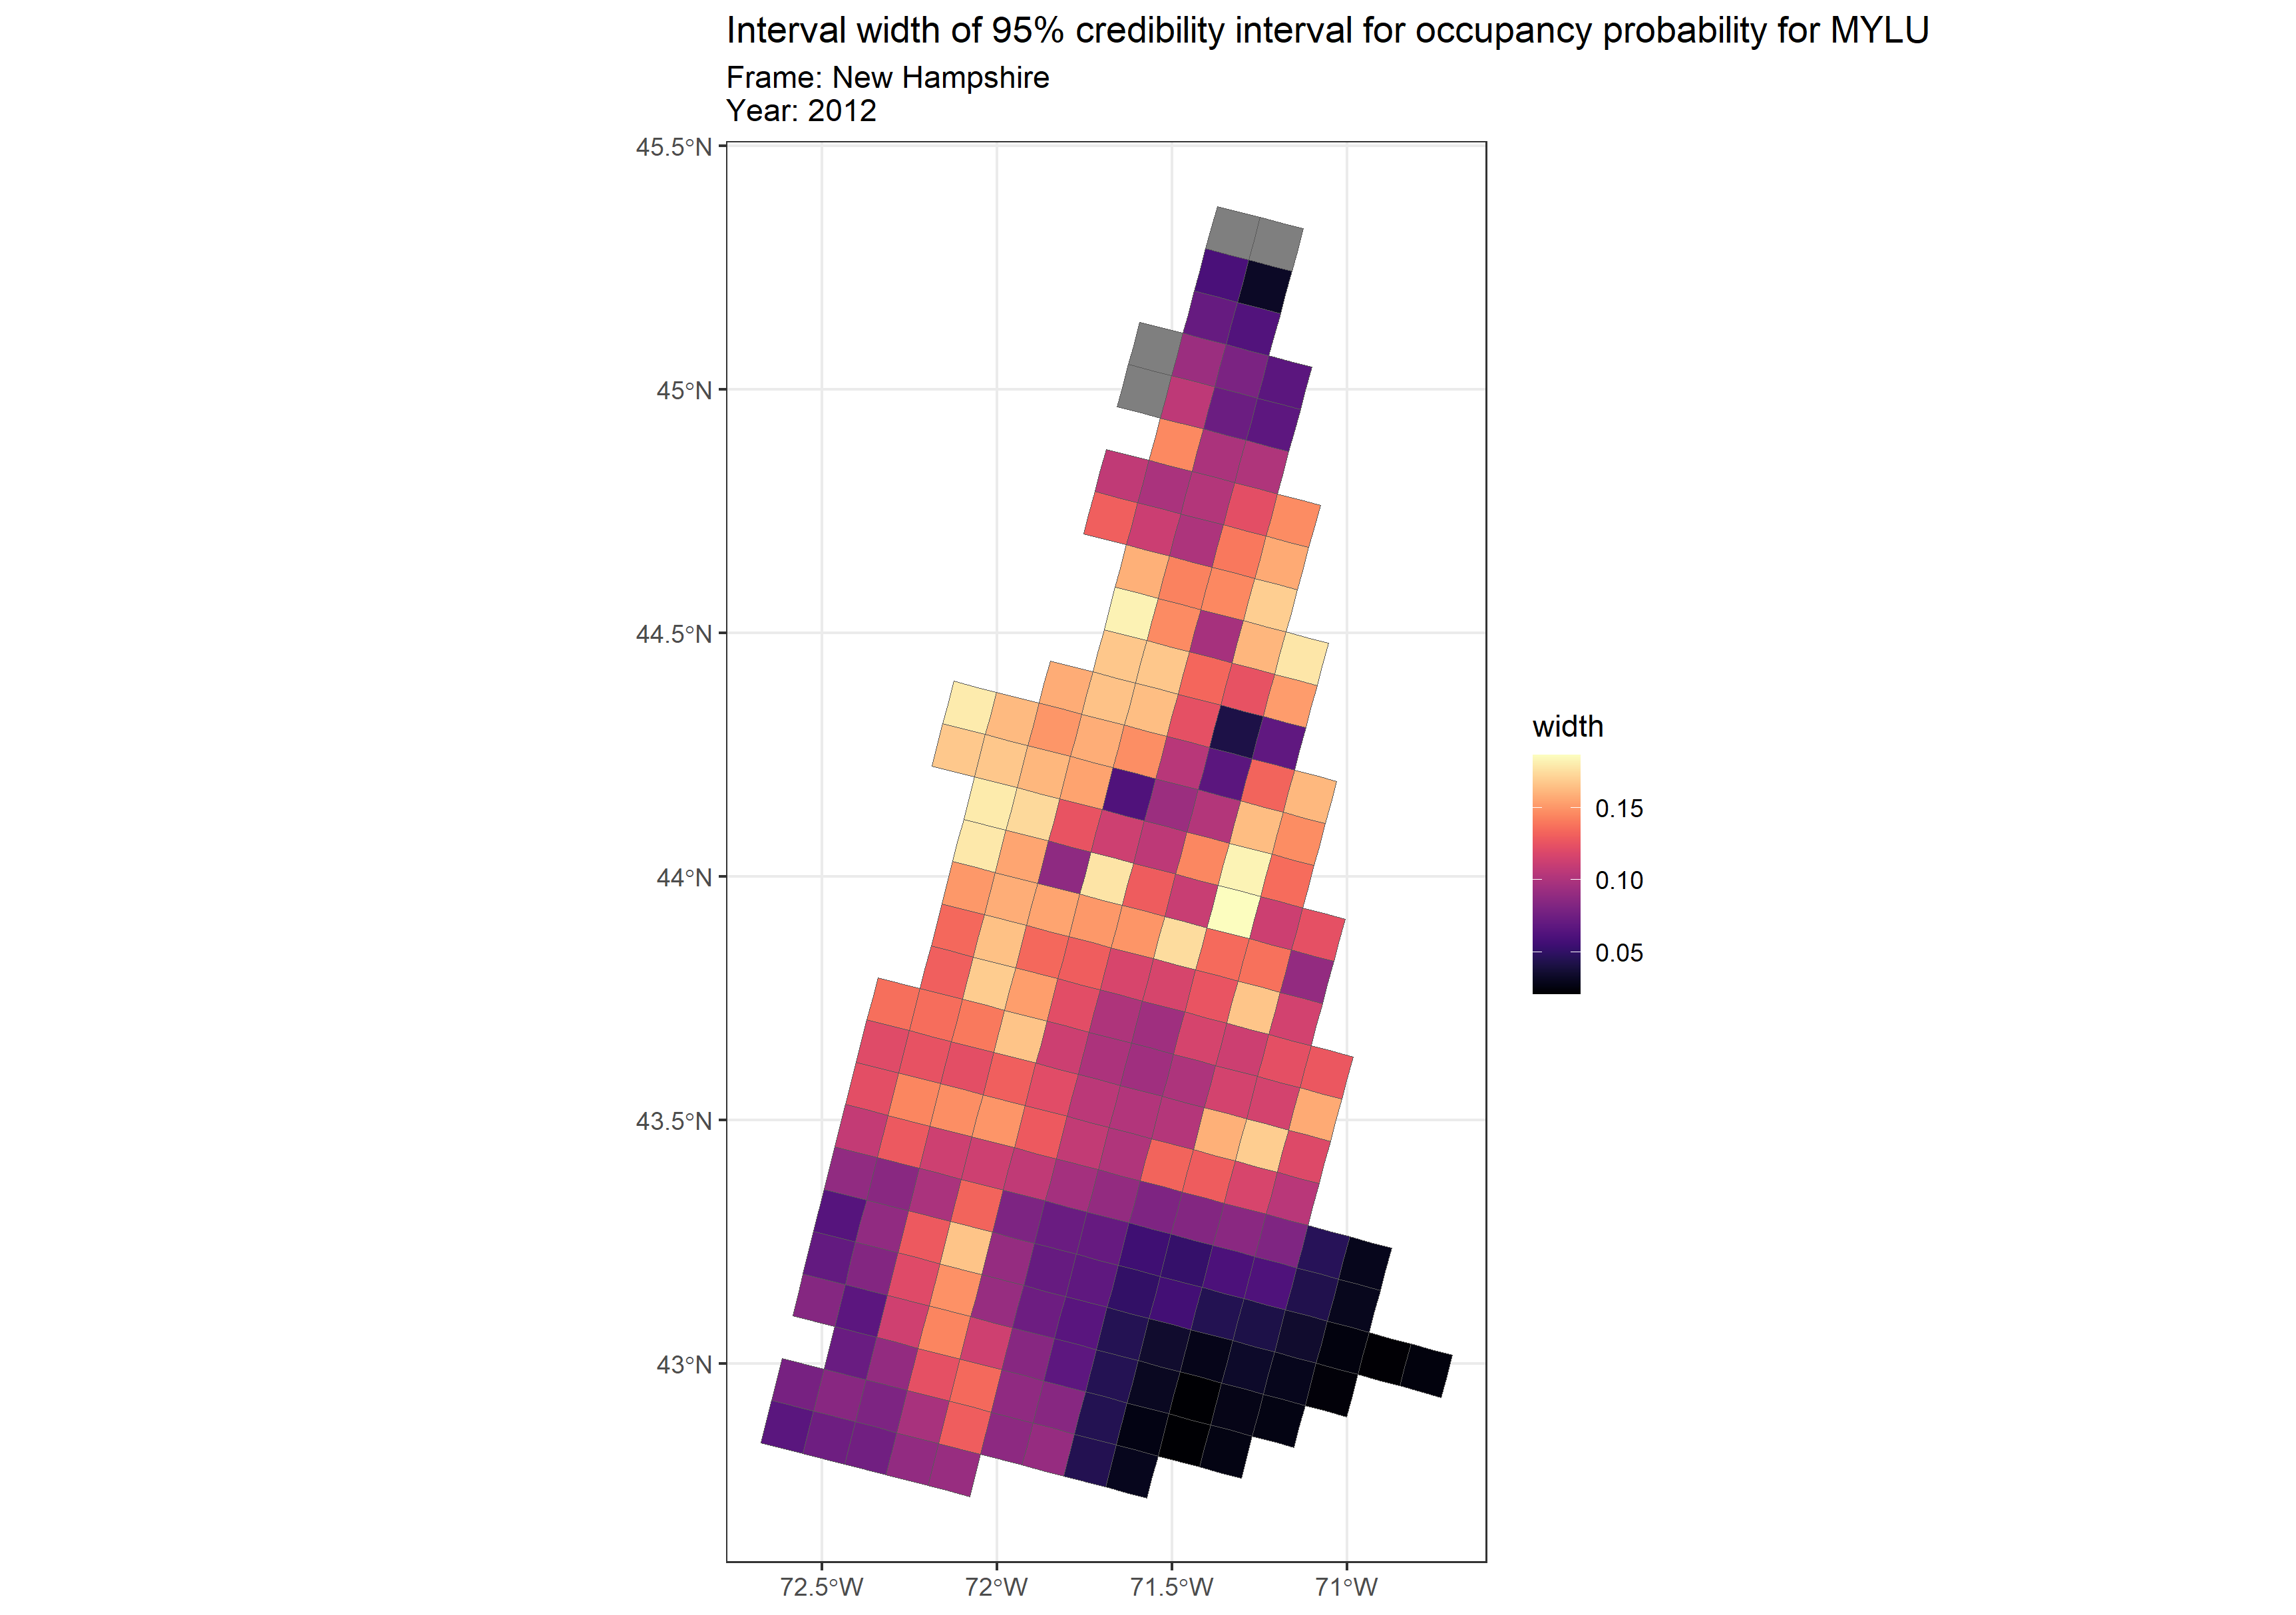 Interval width of 95% credibility interval for occupancy probability for MYLU
Frame: New Hampshire
Year: 2012
45.5°N
45°N
44.5°N
44°N
43.5°N
43°N
72.5°W
72°W
71.5°W
71°W
width
0.15
0.10
0.05